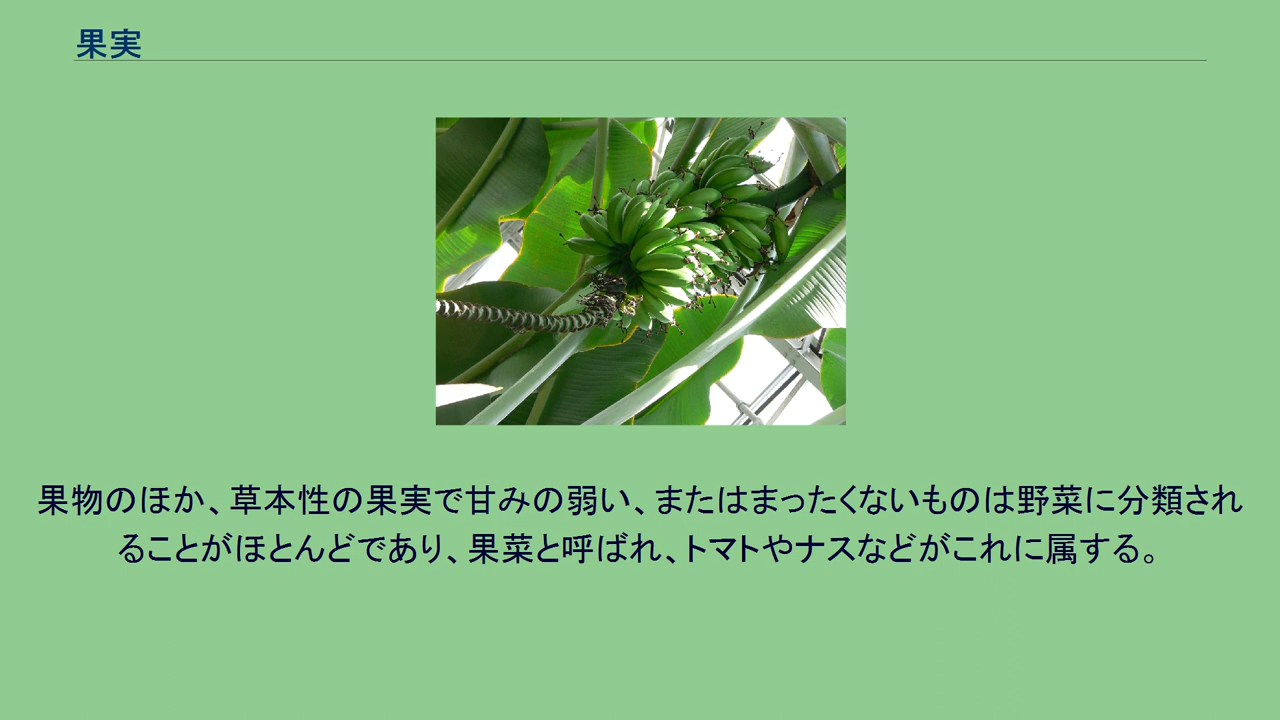 果実
果物のほか、草本性の果実で甘みの弱い、またはまったくないものは野菜に分類され
ることがほとんどであり、果菜と呼ばれ、トマトやナスなどがこれに属する。